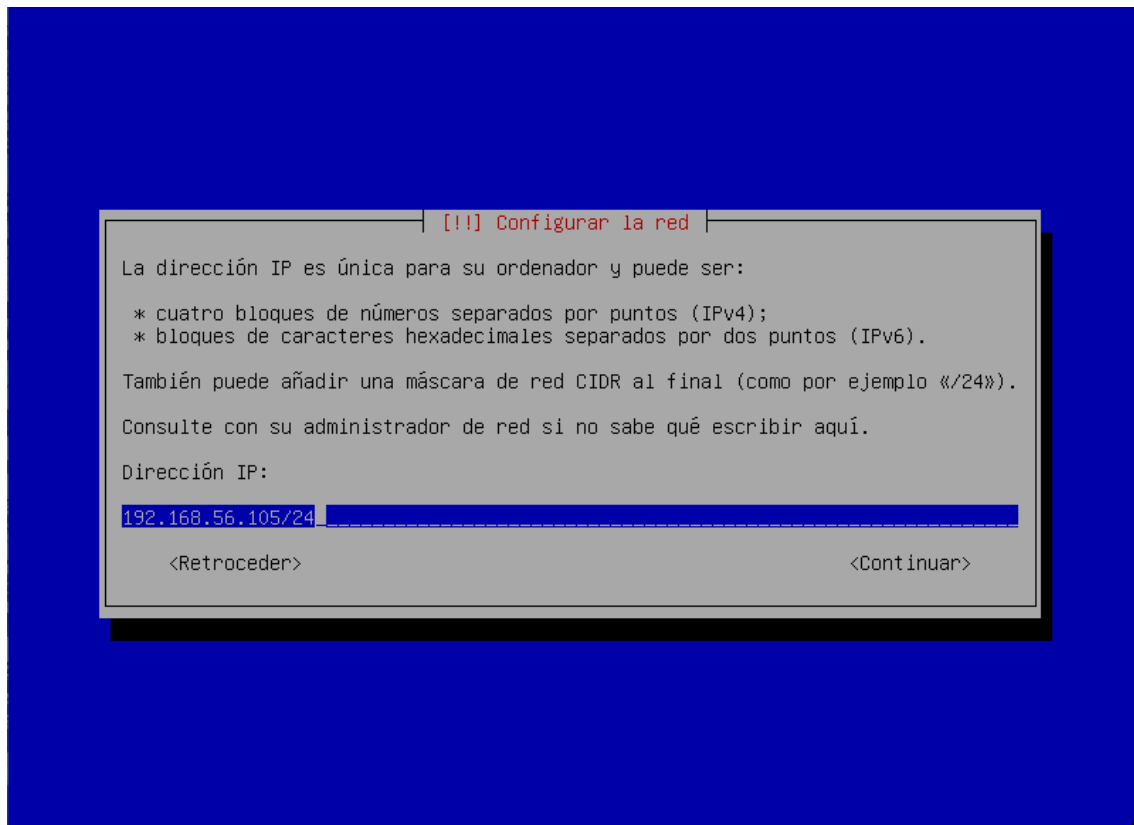 [!!] Configurar la red
La dirección IP es única para su ordenador y puede ser:
* cuatro bloques de números separados por puntos (IPv4);
* bloques de caracteres hexadecimales separados por dos puntos (IPv6).
También puede añadir una máscara de red CIDR al final (como por ejemplo «/24»).
Consulte con su administrador de red si no sabe qué escribir aquí.
Dirección IP:
192.168.56.105/24
<Retroceder> <Continuar>